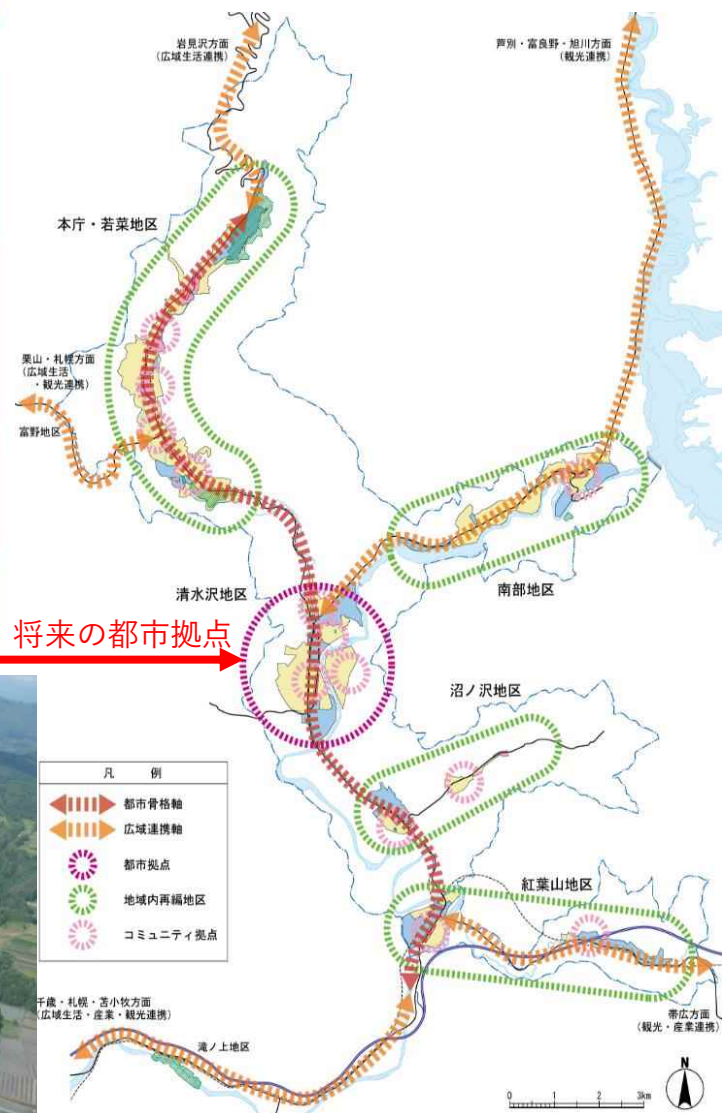 岩見沢方面
(広域生活連携)
芦別・富良野・旭川方面
(観光連携)
本庁・若菜地区
栗山・札幌方面
(広域生活
・観光連携)
富野地区
清水沢地区
南部地区
将来の都市拠点
沼ノ沢地区
凡 例
都市骨格軸
広域連携軸
都市拠点
地域内再編地区
コミュニティ拠点
紅葉山地区
千歳・札幌・苫小牧方面
(広域生活・産業・観光連携)
滝ノ上地区
帯広方面
(観光・産業連携)
N
0 1 2 3km